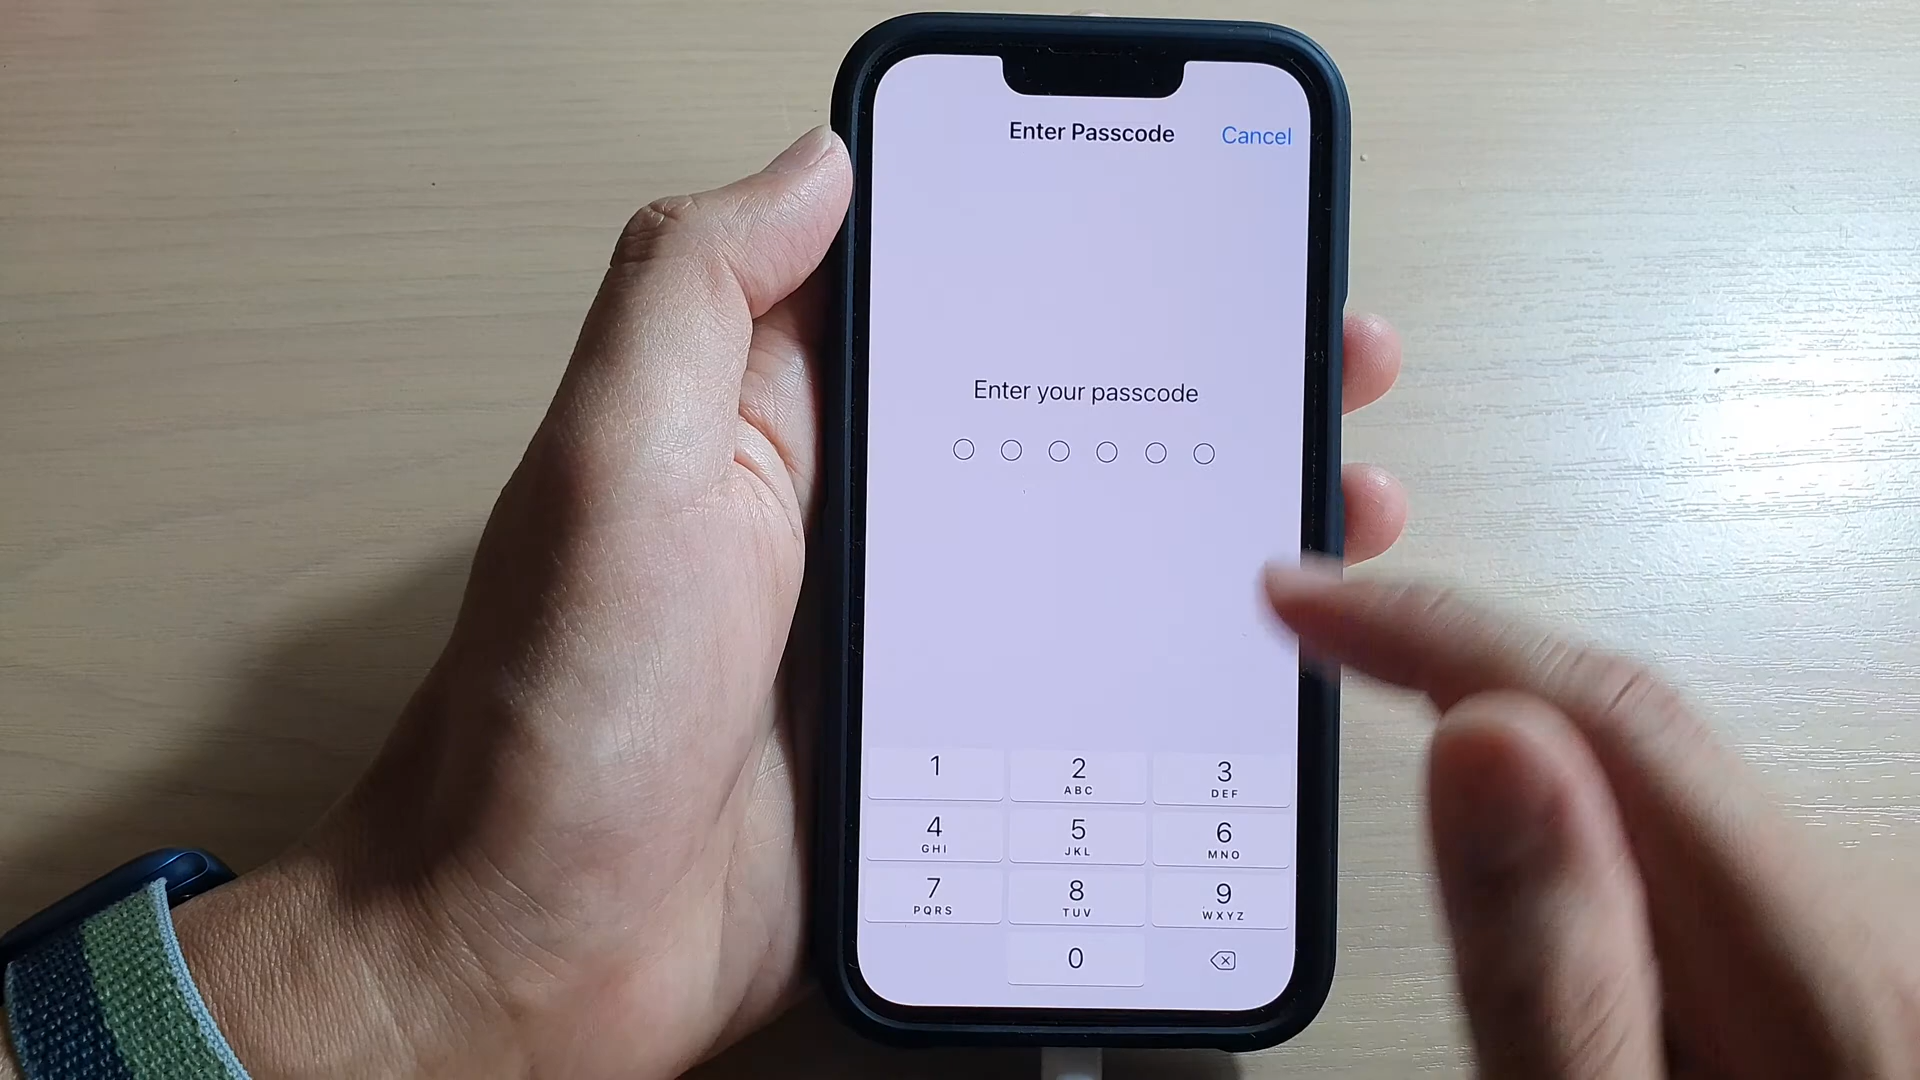 Enter Passcode Cancel
Enter your passcode
1 2 3
ABC DEF
4 5 6
GHI JKL MNO
7 8 9
PQRS TUV WXYZ
0